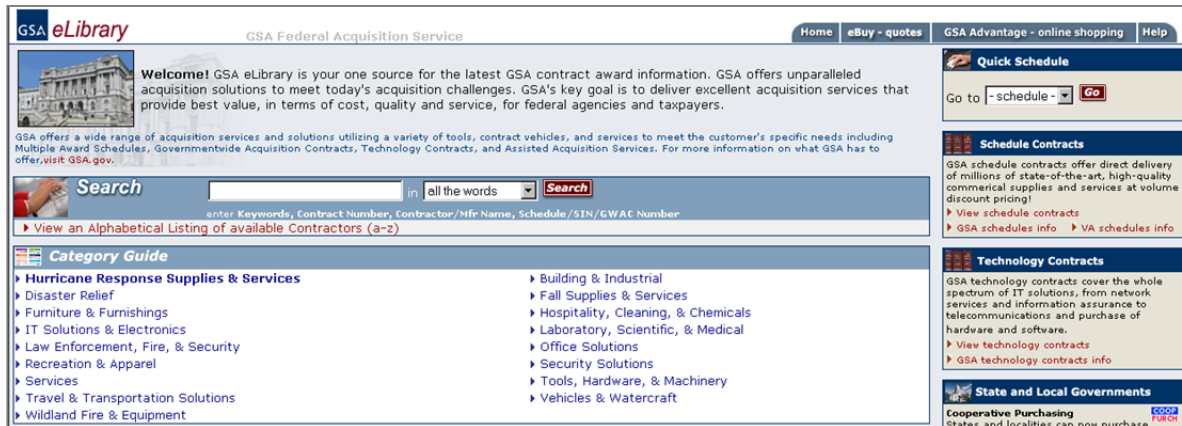 GSA eLibrary
GSA Federal Acquisition Service
Home
eBuy - quotes
GSA Advantage - online shopping
Help
Welcome! GSA eLibrary is your one source for the latest GSA contract award information. GSA offers unparalleled
acquisition solutions to meet today's acquisition challenges. GSA's key goal is to deliver excellent acquisition services that
provide best value, in terms of cost, quality and service, for federal agencies and taxpayers.
GSA offers a wide range of acquisition services and solutions utilizing a variety of tools, contract vehicles, and services to meet the customer's specific needs including
Multiple Award Schedules, Governmentwide Acquisition Contracts, Technology Contracts, and Assisted Acquisition Services. For more information on what GSA has to
offer,visit GSA.gov.
Search
in
all the words
Search
enter Keywords, Contract Number, Contractor/Mfr Name, Schedule/SIN/GWAC Number
View an Alphabetical Listing of available Contractors (a-z)
Category Guide
Hurricane Response Supplies & Services
Disaster Relief
Furniture & Furnishings
IT Solutions & Electronics
Law Enforcement, Fire, & Security
Recreation & Apparel
Services
Travel & Transportation Solutions
Wildland Fire & Equipment
Building & Industrial
Fall Supplies & Services
Hospitality, Cleaning, & Chemicals
Laboratory, Scientific, & Medical
Office Solutions
Security Solutions
Tools, Hardware, & Machinery
Vehicles & Watercraft
Quick Schedule
Go to - schedule - Go
Schedule Contracts
GSA schedule contracts offer direct delivery
of millions of state-of-the-art, high-quality
commerical supplies and services at volume
discount pricing!
View schedule contracts
GSA schedules info
VA schedules info
Technology Contracts
GSA technology contracts cover the whole
spectrum of IT solutions, from network
services and information assurance to
telecommunications and purchase of
hardware and software.
View technology contracts
GSA technology contracts info
State and Local Governments
Cooperative Purchasing
COOP
PURCH
States and localities can now purchase